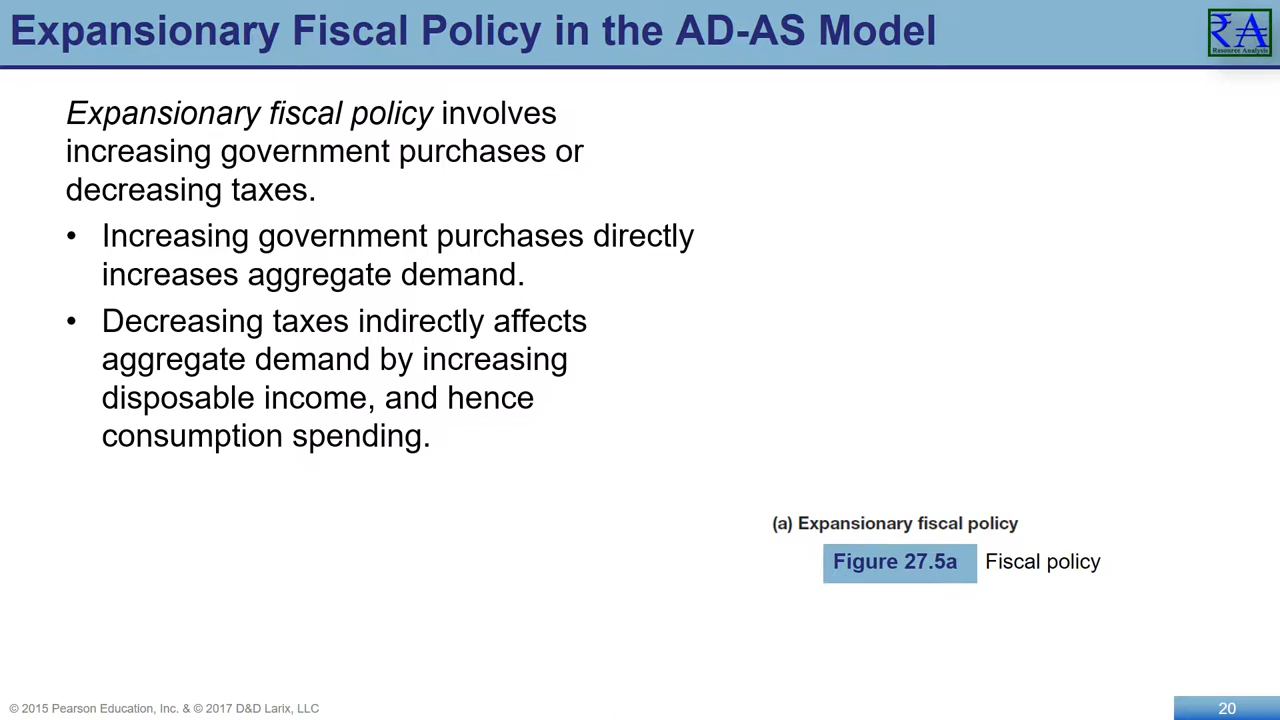 Expansionary Fiscal Policy in the AD-AS Model
₹A
Resource Analysis
Expansionary fiscal policy involves
increasing government purchases or
decreasing taxes.
• Increasing government purchases directly
increases aggregate demand.
• Decreasing taxes indirectly affects
aggregate demand by increasing
disposable income, and hence
consumption spending.
(a) Expansionary fiscal policy
Figure 27.5a Fiscal policy
© 2015 Pearson Education, Inc. & © 2017 D&D Larix, LLC
20